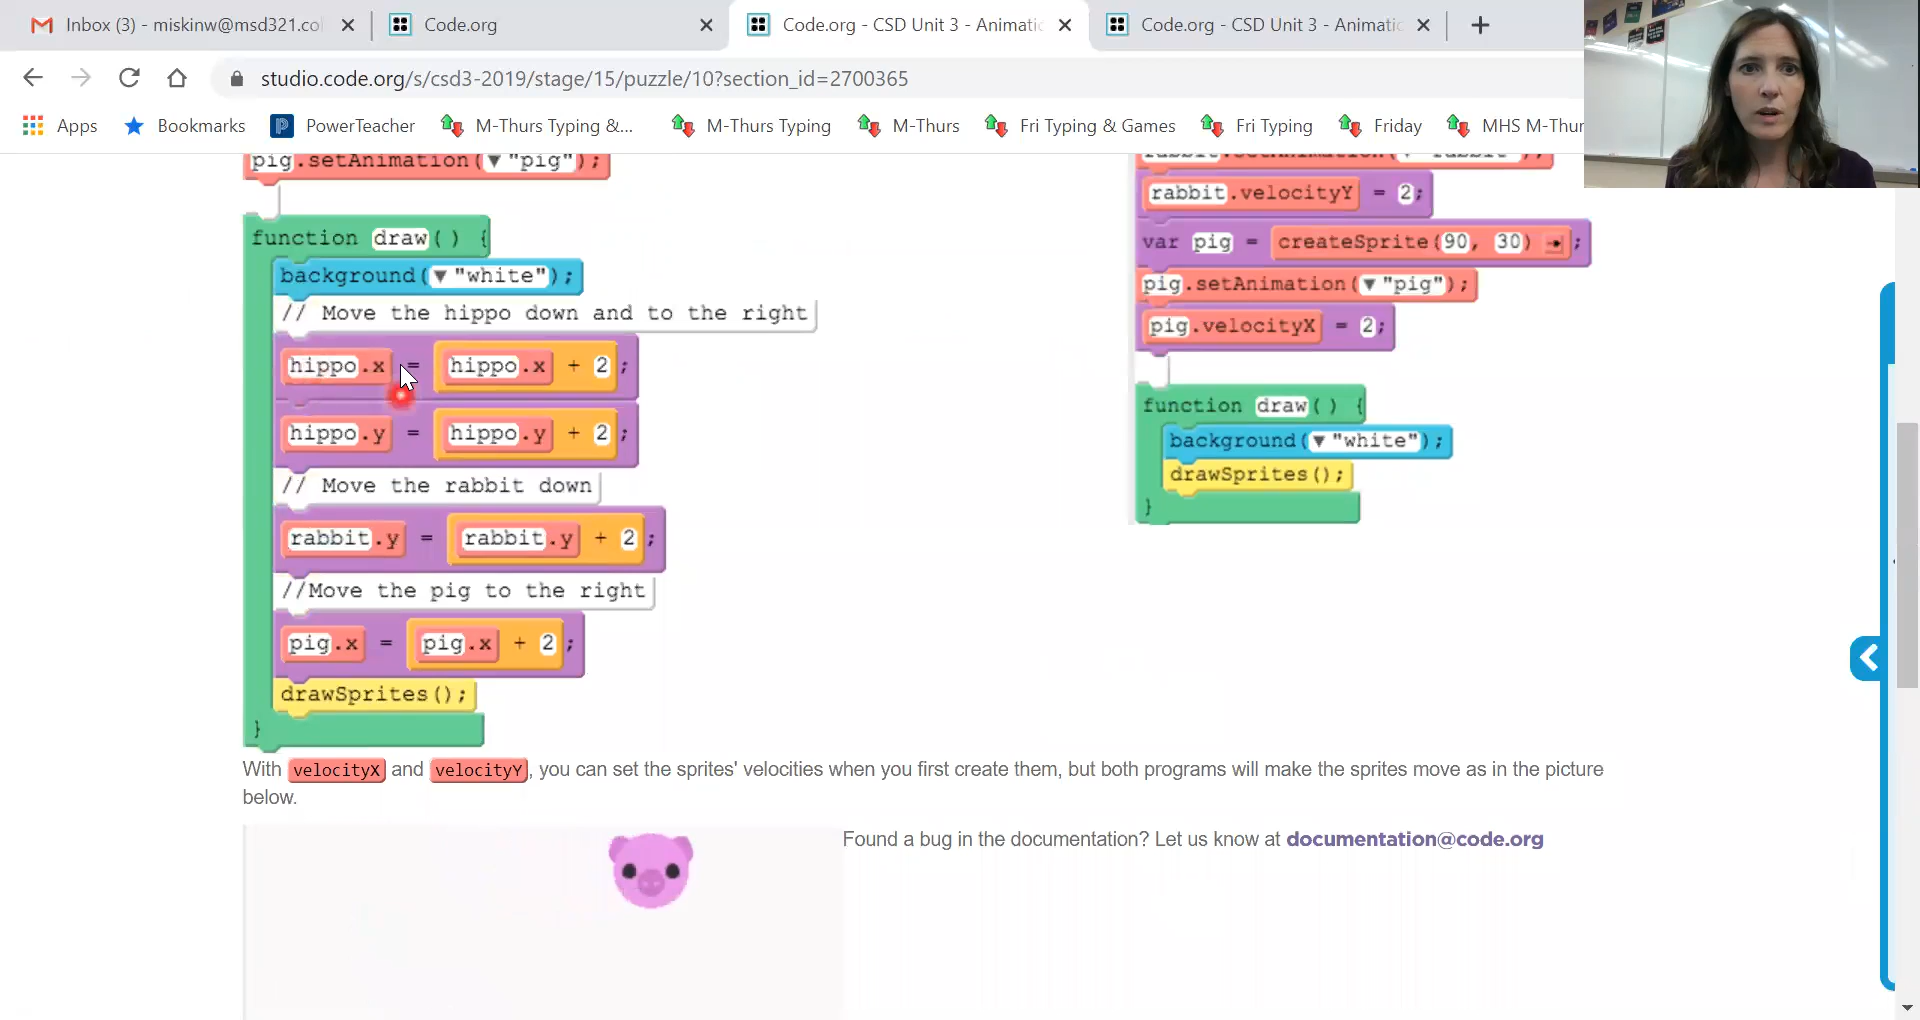 Inbox (3) - miskinw@msd321.co
Code.org
Code.org - CSD Unit 3 - Animatic
Code.org - CSD Unit 3 - Animatic
studio.code.org/s/csd3-2019/stage/15/puzzle/10?section_id=2700365
Apps
Bookmarks
PowerTeacher
M-Thurs Typing &...
M-Thurs Typing
M-Thurs
Fri Typing & Games
Fri Typing
Friday
MHS M-Thur
pig.setAnimation(▼"pig");
function draw() {
background(▼"white");
// Move the hippo down and to the right
hippo.x = hippo.x + 2;
hippo.y = hippo.y + 2;
// Move the rabbit down
rabbit.y = rabbit.y + 2;
//Move the pig to the right
pig.x = pig.x + 2;
drawSprites();
}
rabbit.setAnimation(▼"rabbit");
rabbit.velocityY = 2;
var pig = createSprite(90, 30);
pig.setAnimation(▼"pig");
pig.velocityX = 2;
function draw() {
background(▼"white");
drawSprites();
}
With velocityX and velocityY, you can set the sprites' velocities when you first create them, but both programs will make the sprites move as in the picture
below.
Found a bug in the documentation? Let us know at documentation@code.org